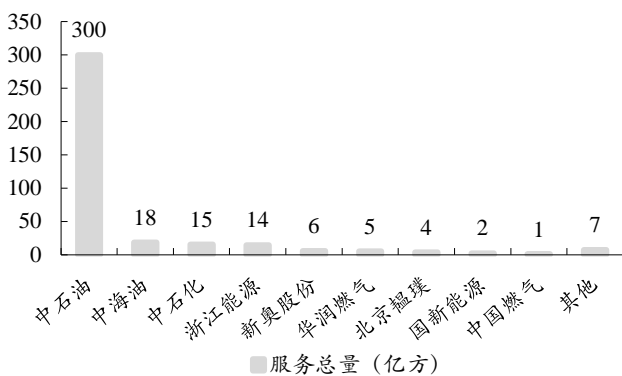 350
300
250
200
150
100
50
0
300
18
15
14
6
5
4
2
1
7
中石油
中海油
中石化
浙江能源
新奥股份
华润燃气
北京韫璞
国新能源
中国燃气
其他
服务总量（亿方）